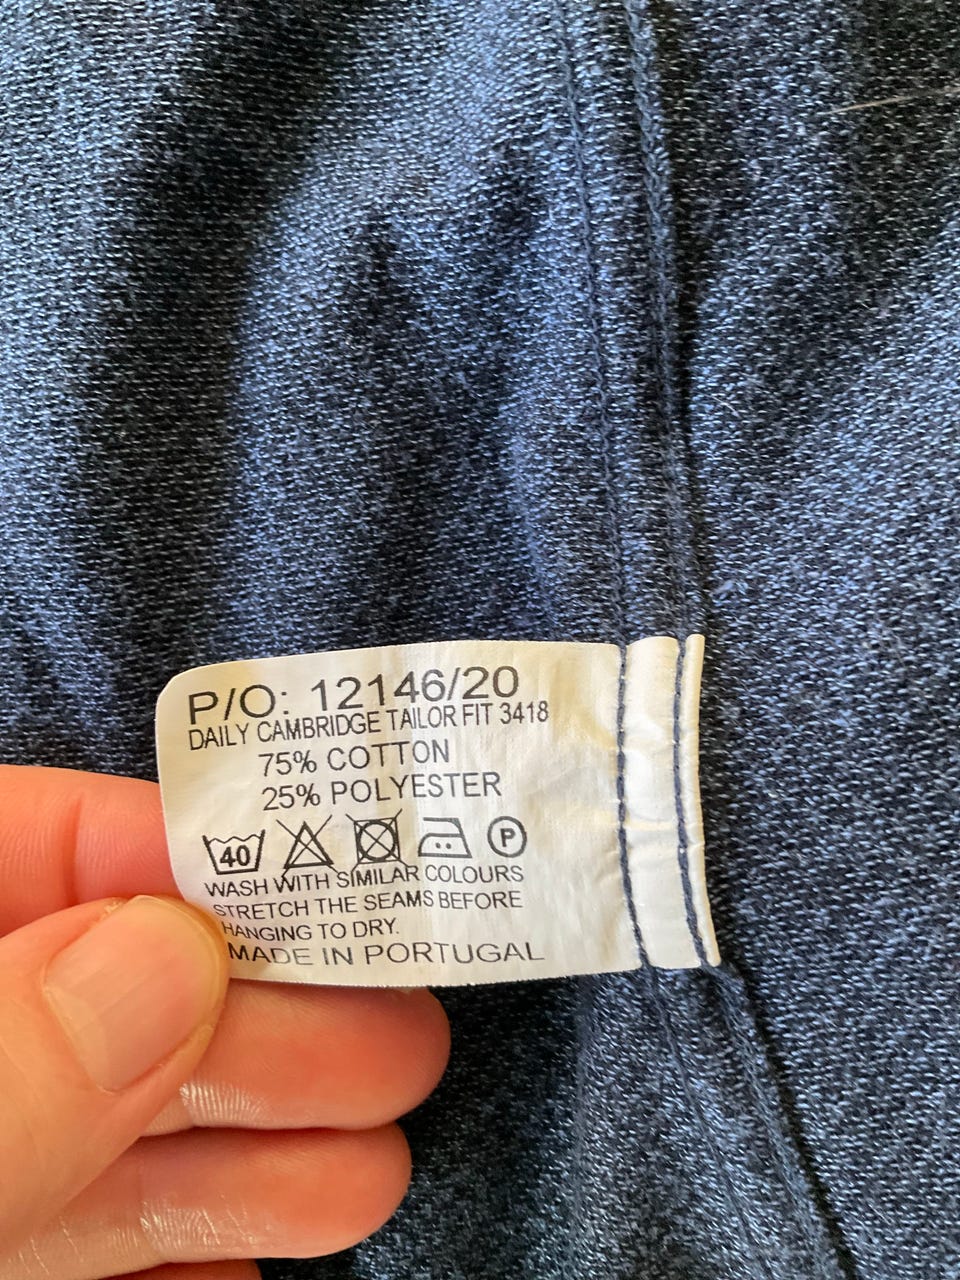 P/O: 12146/20
DAILY CAMBRIDGE TAILOR FIT 3418
75% COTTON
25% POLYESTER
40 P
WASH WITH SIMILAR COLOURS
STRETCH THE SEAMS BEFORE
HANGING TO DRY.
MADE IN PORTUGAL